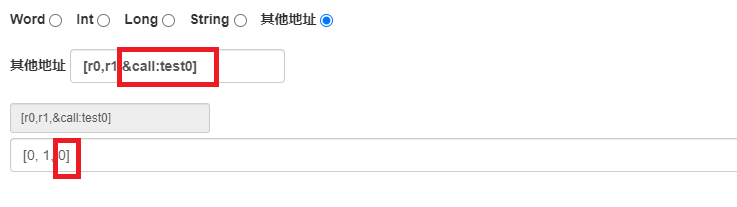 Word Int Long String 其他地址
其他地址 [r0,r1,&call:test0]
[r0,r1,&call:test0]
[0, 1, 0]